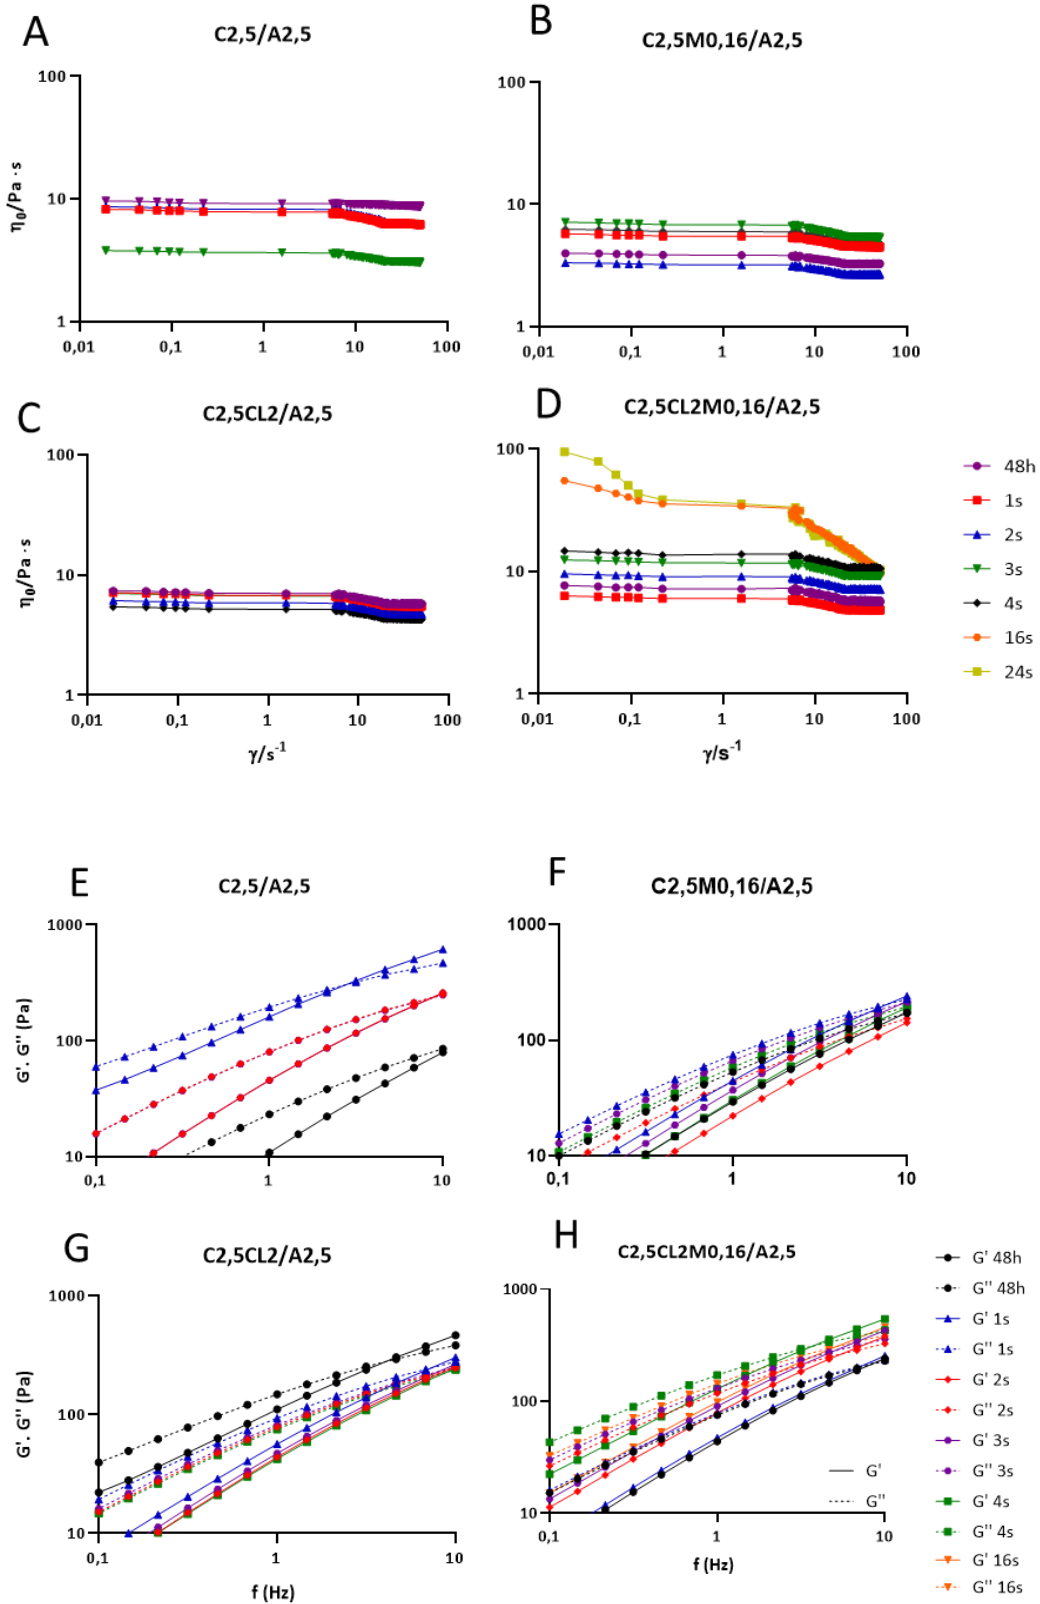 A
C2,5/A2,5
B
C2,5M0,16/A2,5
100
10
1
η0/Pa · s
0,01 0,1 1 10 100
100
10
1
0,01 0,1 1 10 100
C
C2,5CL2/A2,5
D
C2,5CL2M0,16/A2,5
100
10
1
η0/Pa · s
0,01 0,1 1 10 100
γ/s-1
100
10
1
0,01 0,1 1 10 100
γ/s-1
48h
1s
2s
3s
4s
16s
24s
E
C2,5/A2,5
F
C2,5M0,16/A2,5
1000
100
10
G'. G'' (Pa)
0,1 1 10
1000
100
10
0,1 1 10
G
C2,5CL2/A2,5
H
C2,5CL2M0,16/A2,5
1000
100
10
G'. G'' (Pa)
0,1 1 10
f (Hz)
1000
100
10
0,1 1 10
f (Hz)
G'
G''
G' 48h
G'' 48h
G' 1s
G'' 1s
G' 2s
G'' 2s
G' 3s
G'' 3s
G' 4s
G'' 4s
G' 16s
G'' 16s